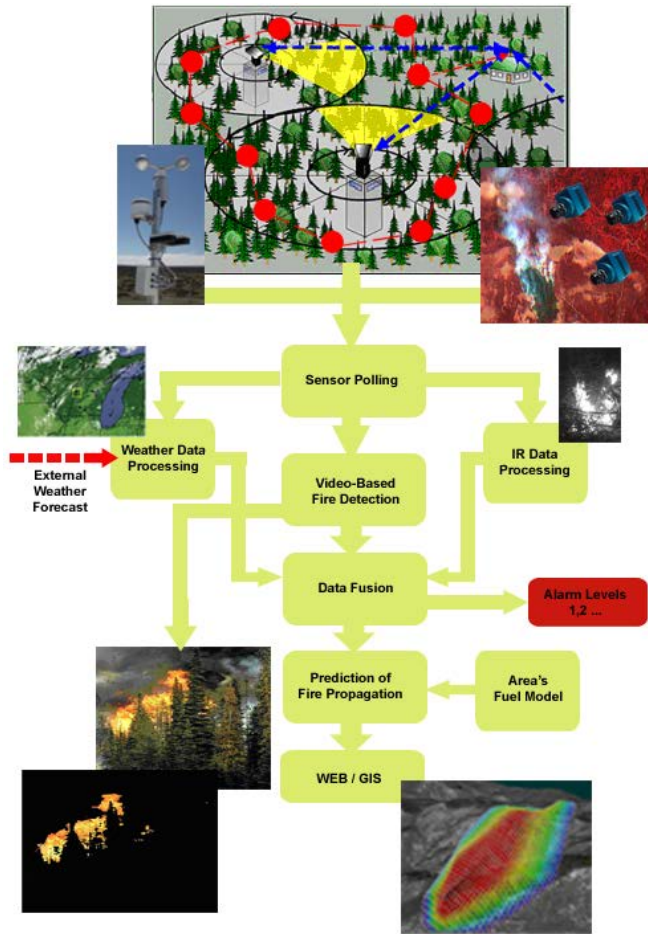 Sensor Polling
Weather Data
Processing
IR Data
Processing
External
Weather
Forecast
Video-Based
Fire Detection
Data Fusion
Alarm Levels
1,2 ...
Prediction of
Fire Propagation
Area's
Fuel Model
WEB / GIS